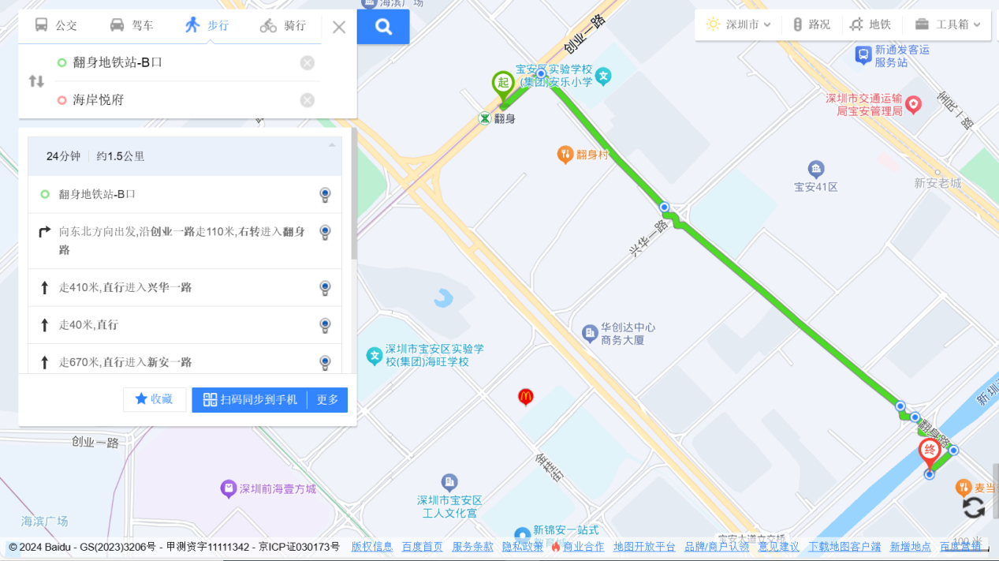 公交
驾车
步行
骑行
深圳市
路况
地铁
工具箱
翻身地铁站-B口
海岸悦府
24分钟
约1.5公里
翻身地铁站-B口
向东北方向出发,沿创业一路走110米,右转进入翻身
路
走410米,直行进入兴华一路
走40米,直行
走670米,直行进入新安一路
收藏
扫码同步到手机
更多
海滨广场
创业一路
宝安区实验学校
(集团)安乐小学
起
翻身
翻身村
新通发客运
服务站
深圳市交通运输
局宝安管理局
宝安41区
新安老城
兴华一路
华创达中心
商务大厦
深圳市宝安区实验学
校(集团)海旺学校
翻身路
终
创业一路
金桂街
深圳前海壹方城
深圳市宝安区
工人文化宫
麦当
海滨广场
新锦安一站式
宝安大道立交桥
100 米
© 2024 Baidu - GS(2023)3206号 - 甲测资字11111342 - 京ICP证030173号 版权信息 百度首页 服务条款 隐私政策 商业合作 地图开放平台 品牌/商户认领 意见建议 下载地图客户端 新增地点 百度营销